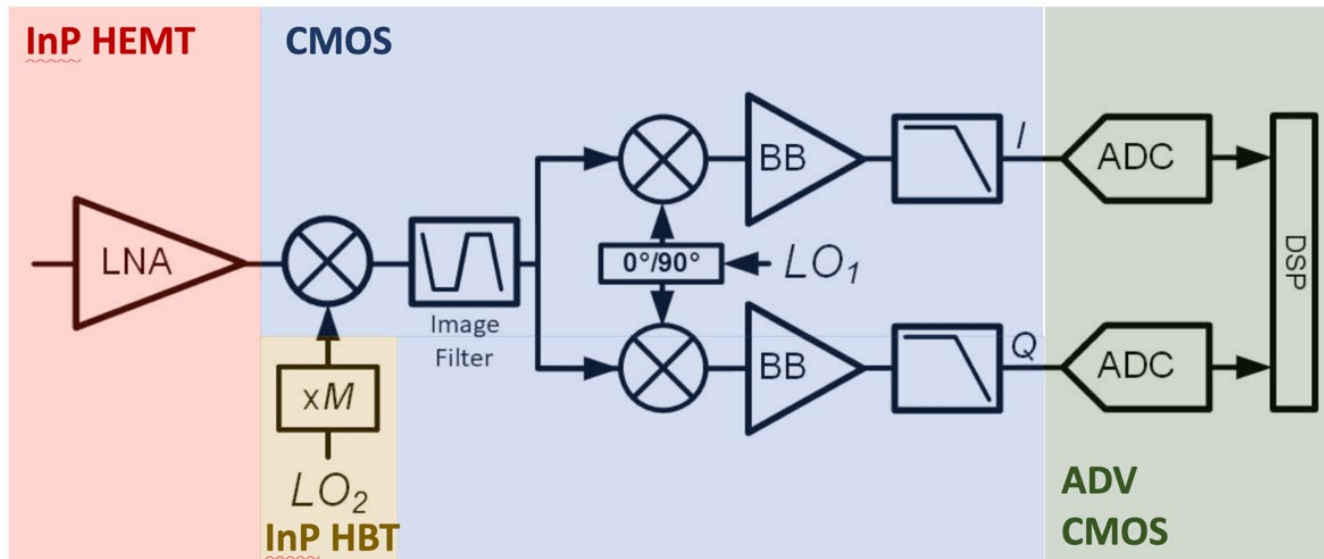 InP HEMT
CMOS
LNA
Image
Filter
xM
LO2
InP HBT
0°/90°
LO1
BB
I
BB
Q
ADC
ADC
DSP
ADV
CMOS